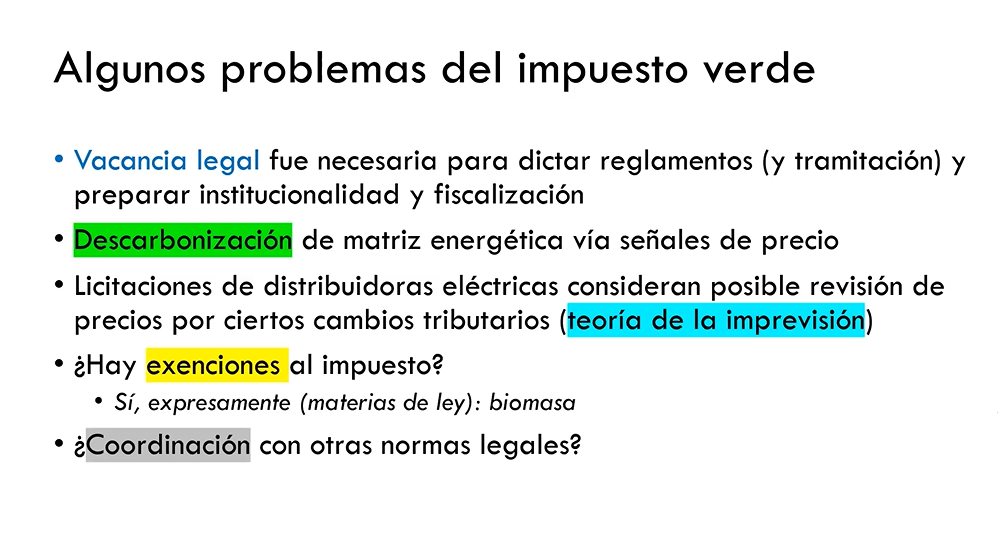 Algunos problemas del impuesto verde
• Vacancia legal fue necesaria para dictar reglamentos (y tramitación) y
preparar institucionalidad y fiscalización
• Descarbonización de matriz energética vía señales de precio
• Licitaciones de distribuidoras eléctricas consideran posible revisión de
precios por ciertos cambios tributarios (teoría de la imprevisión)
• ¿Hay exenciones al impuesto?
• Sí, expresamente (materias de ley): biomasa
• ¿Coordinación con otras normas legales?